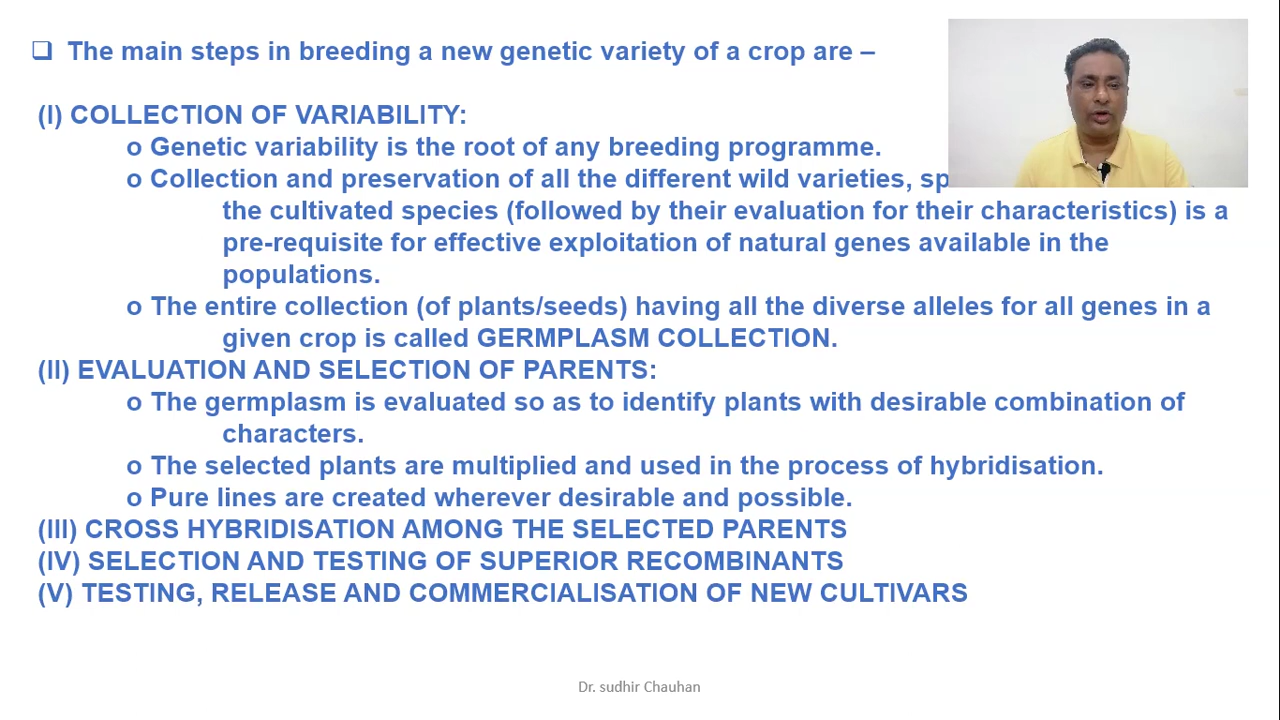 ❑ The main steps in breeding a new genetic variety of a crop are –
(I) COLLECTION OF VARIABILITY:
o Genetic variability is the root of any breeding programme.
o Collection and preservation of all the different wild varieties,
the cultivated species (followed by their evaluation for their characteristics) is a
pre-requisite for effective exploitation of natural genes available in the
populations.
o The entire collection (of plants/seeds) having all the diverse alleles for all genes in a
given crop is called GERMPLASM COLLECTION.
(II) EVALUATION AND SELECTION OF PARENTS:
o The germplasm is evaluated so as to identify plants with desirable combination of
characters.
o The selected plants are multiplied and used in the process of hybridisation.
o Pure lines are created wherever desirable and possible.
(III) CROSS HYBRIDISATION AMONG THE SELECTED PARENTS
(IV) SELECTION AND TESTING OF SUPERIOR RECOMBINANTS
(V) TESTING, RELEASE AND COMMERCIALISATION OF NEW CULTIVARS
Dr. sudhir Chauhan